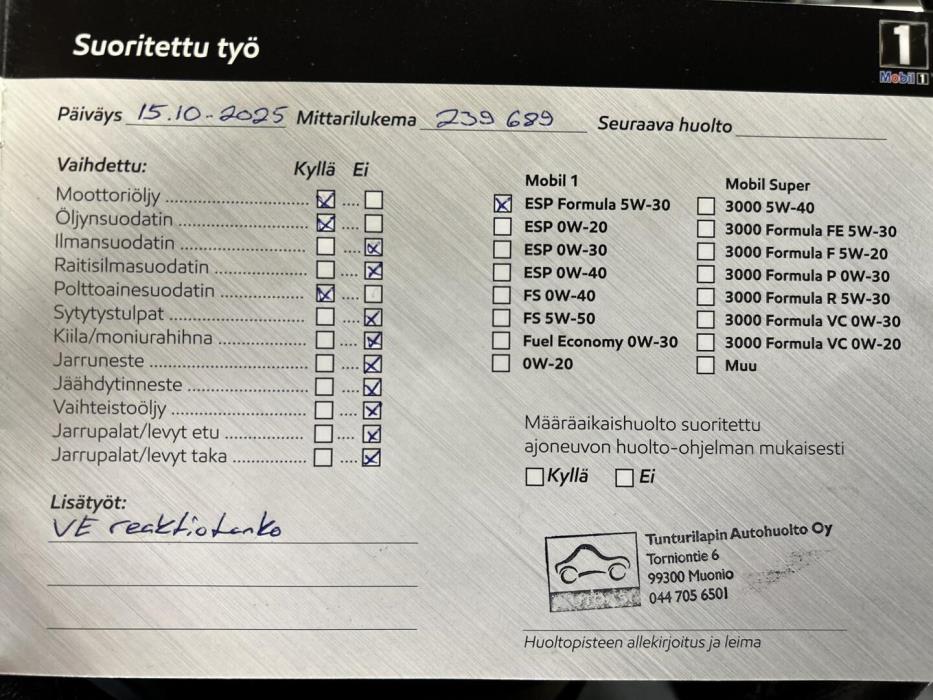 Suoritettu työ
1
Mobil 1
Päiväys 15.10.-2025 Mittarilukema 239 689 Seuraava huolto
Vaihdettu: Kyllä Ei
Moottoriöljy
Öljynsuodatin
Ilmansuodatin
Raitisilmasuodatin
Polttoainesuodatin
Sytytystulpat
Kiila/moniurahihna
Jarruneste
Jäähdytinneste
Vaihteistoöljy
Jarrupalat/levyt etu
Jarrupalat/levyt taka
Lisätyöt:
VE reaktiotanko
Mobil 1
ESP Formula 5W-30
ESP 0W-20
ESP 0W-30
ESP 0W-40
FS 0W-40
FS 5W-50
Fuel Economy 0W-30
0W-20
Mobil Super
3000 5W-40
3000 Formula FE 5W-30
3000 Formula F 5W-20
3000 Formula P 0W-30
3000 Formula R 5W-30
3000 Formula VC 0W-30
3000 Formula VC 0W-20
Muu
Määräaikaishuolto suoritettu
ajoneuvon huolto-ohjelman mukaisesti
Kyllä Ei
Tunturilapin Autohuolto Oy
Torniontie 6
99300 Muonio
044 705 6501
Huoltopisteen allekirjoitus ja leima